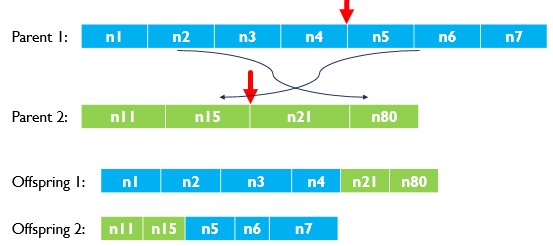 Parent 1: n1 n2 n3 n4 n5 n6 n7
Parent 2: n11 n15 n21 n80
Offspring 1: n1 n2 n3 n4 n21 n80
Offspring 2: n11 n15 n5 n6 n7